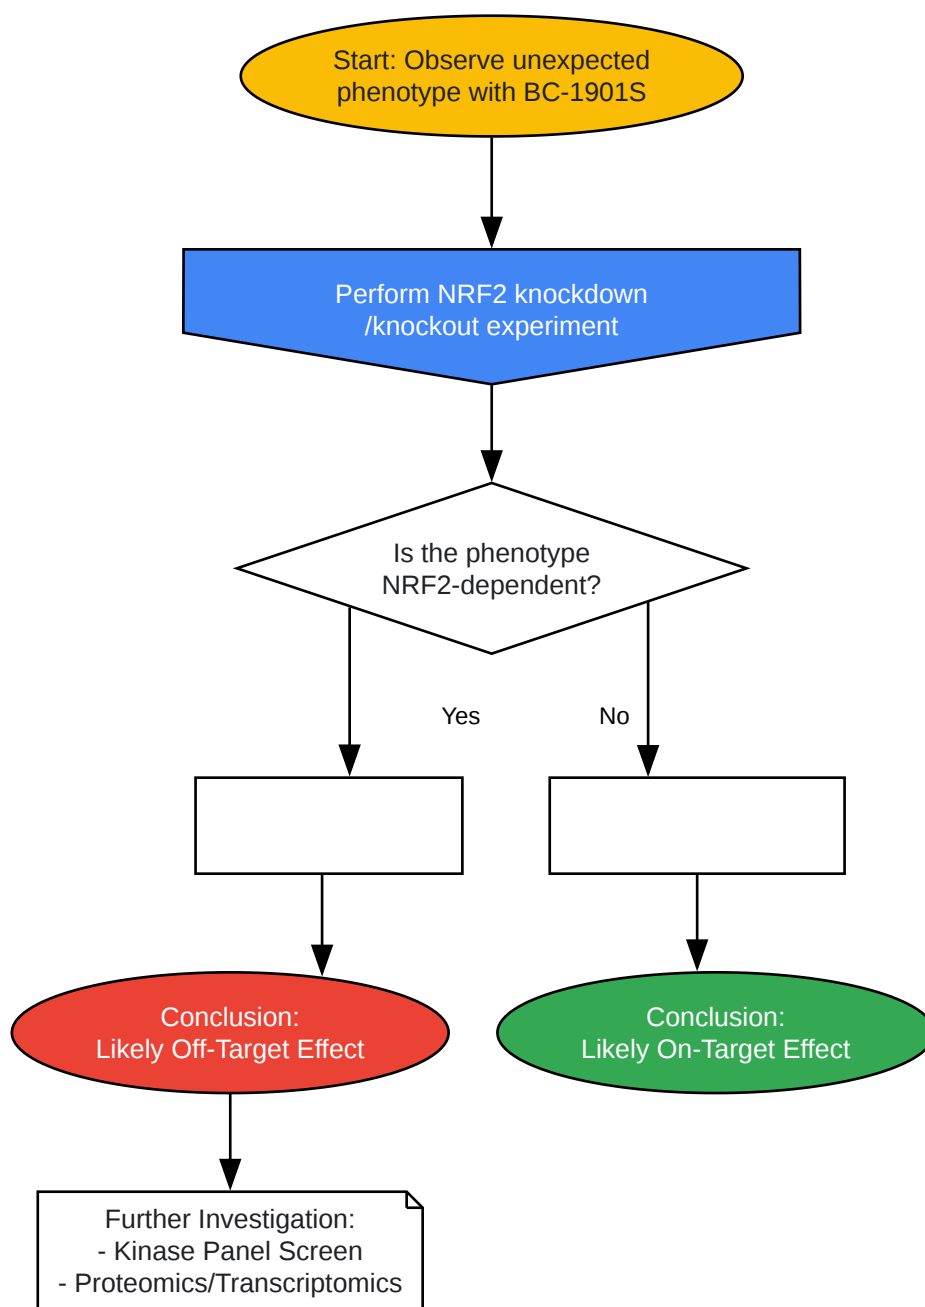 Start: Observe unexpected
phenotype with BC-1901S
Perform NRF2 knockdown
/knockout experiment
Is the phenotype
NRF2-dependent?
Yes
No
Conclusion:
Likely Off-Target Effect
Conclusion:
Likely On-Target Effect
Further Investigation:
- Kinase Panel Screen
- Proteomics/Transcriptomics